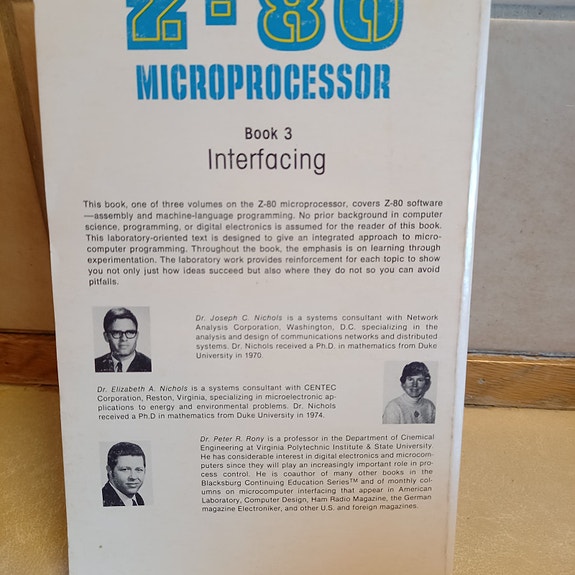 Z-80
MICROPROCESSOR
Book 3
Interfacing
This book, one of three volumes on the Z-80 microprocessor, covers Z-80 software
—assembly and machine-language programming. No prior background in computer
science, programming, or digital electronics is assumed for the reader of this book.
This laboratory-oriented text is designed to give an integrated approach to micro-
computer programming. Throughout the book, the emphasis is on learning through
experimentation. The laboratory work provides reinforcement for each topic to show
you not only just how ideas succeed but also where they do not so you can avoid
pitfalls.
Dr. Joseph C. Nichols is a systems consultant with Network
Analysis Corporation, Washington, D.C. specializing in the
analysis and design of communications networks and distributed
systems. Dr. Nichols received a Ph.D. in mathematics from Duke
University in 1970.
Dr. Elizabeth A. Nichols is a systems consultant with CENTEC
Corporation, Reston, Virginia, specializing in microelectronic ap-
plications to energy and environmental problems. Dr. Nichols
received a Ph.D in mathematics from Duke University in 1974.
Dr. Peter R. Rony is a professor in the Department of Chemical
Engineering at Virginia Polytechnic Institute & State University.
He has considerable interest in digital electronics and microcom-
puters since they will play an increasingly important role in pro-
cess control. He is coauthor of many other books in the
Blacksburg Continuing Education Series™ and of monthly col-
umns on microcomputer interfacing that appear in American
Laboratory, Computer Design, Ham Radio Magazine, the German
magazine Elektroniker, and other U.S. and foreign magazines.